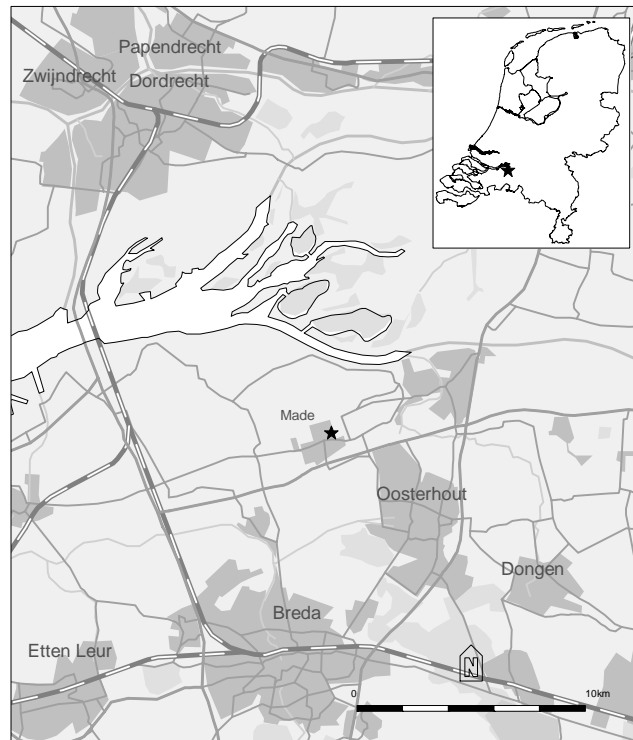 Papendrecht
Zwijndrecht
Dordrecht
Made
Oosterhout
Dongen
Breda
Etten Leur
N
0
10km